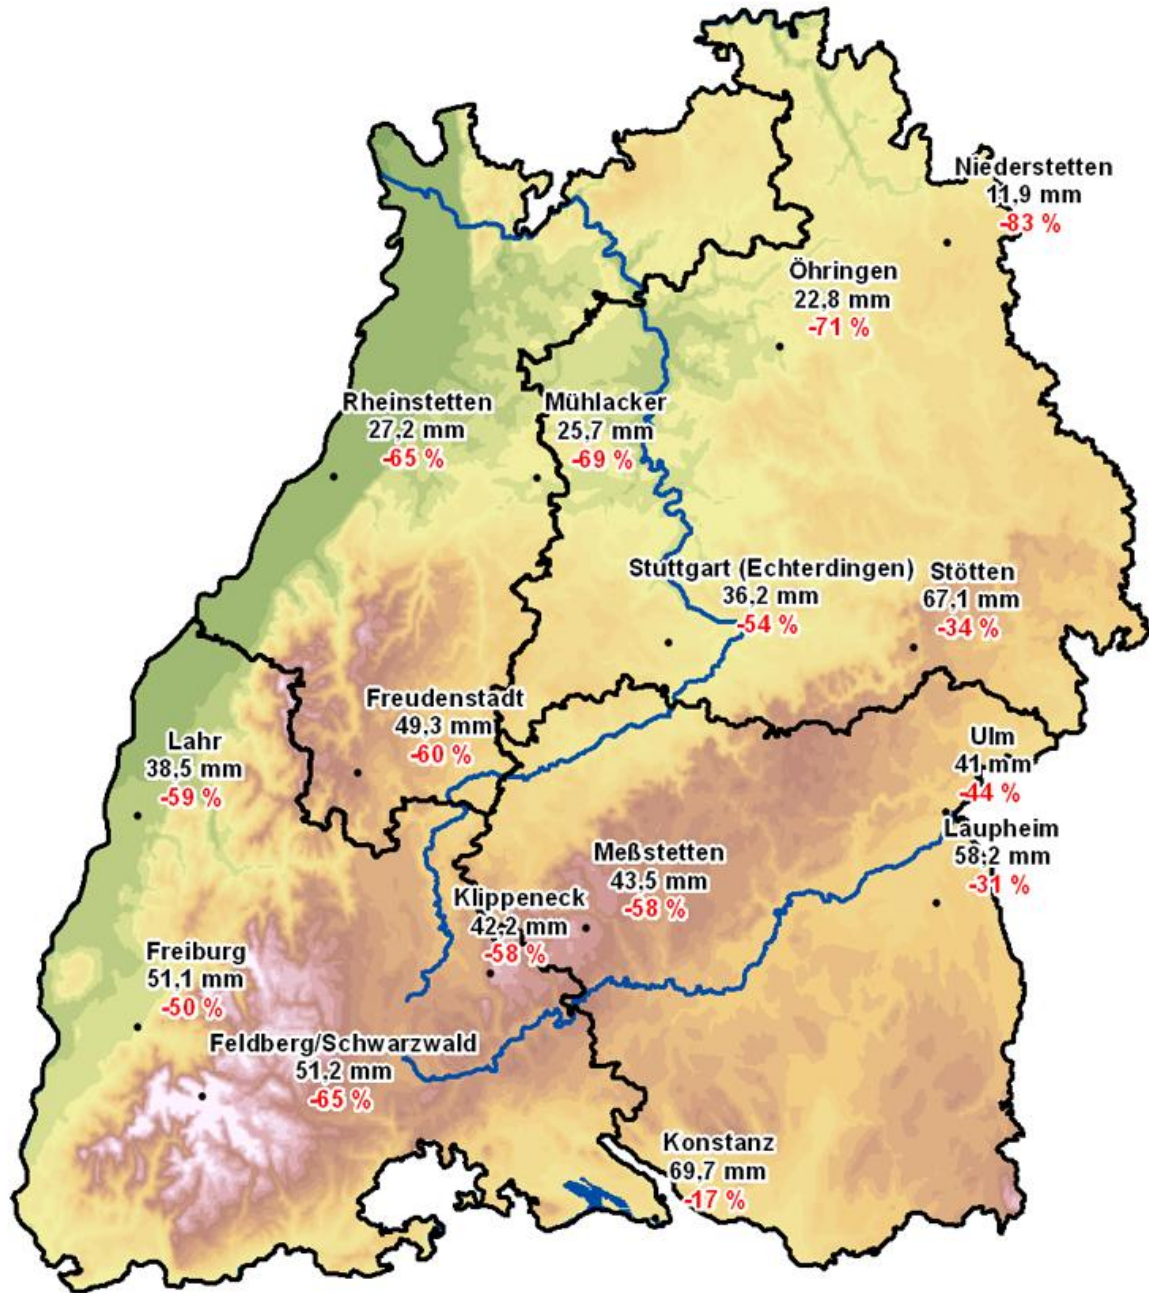 Niederstetten
11,9 mm
-83 %
Öhringen
22,8 mm
-71 %
Rheinstetten
27,2 mm
-65 %
Mühlacker
25,7 mm
-69 %
Stuttgart (Echterdingen)
36,2 mm
-54 %
Stötten
67,1 mm
-34 %
Freudenstadt
49,3 mm
-60 %
Lahr
38,5 mm
-59 %
Ulm
41 mm
-44 %
Laupheim
58,2 mm
-31 %
Meßstetten
43,5 mm
-58 %
Klippeneck
42,2 mm
-58 %
Freiburg
51,1 mm
-50 %
Feldberg/Schwarzwald
51,2 mm
-65 %
Konstanz
69,7 mm
-17 %